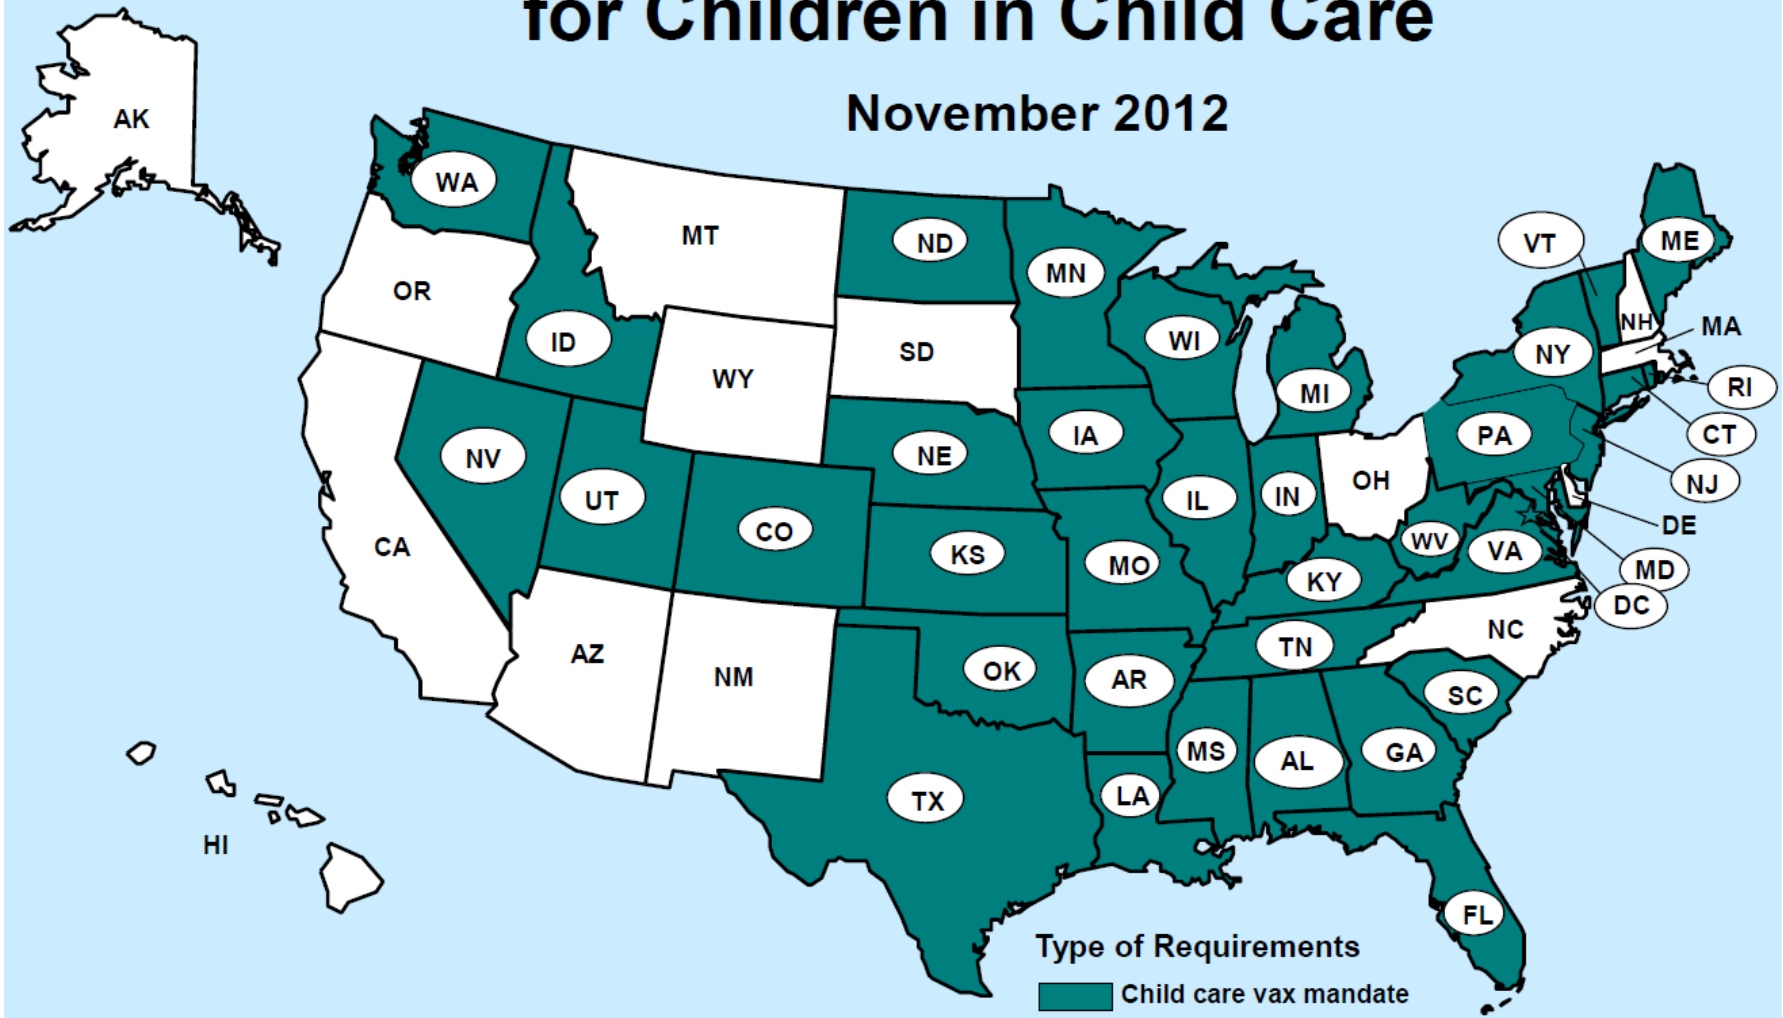 for Children in Child Care
November 2012
AK
WA
MT
ND
MN
VT
ME
OR
ID
WY
SD
WI
MI
NY
NH
MA
RI
CT
NJ
DE
MD
DC
NV
UT
CO
NE
IA
IL
IN
OH
PA
CA
KS
MO
KY
WV
VA
AZ
NM
OK
AR
TN
NC
SC
HI
TX
LA
MS
AL
GA
FL
Type of Requirements
Child care vax mandate